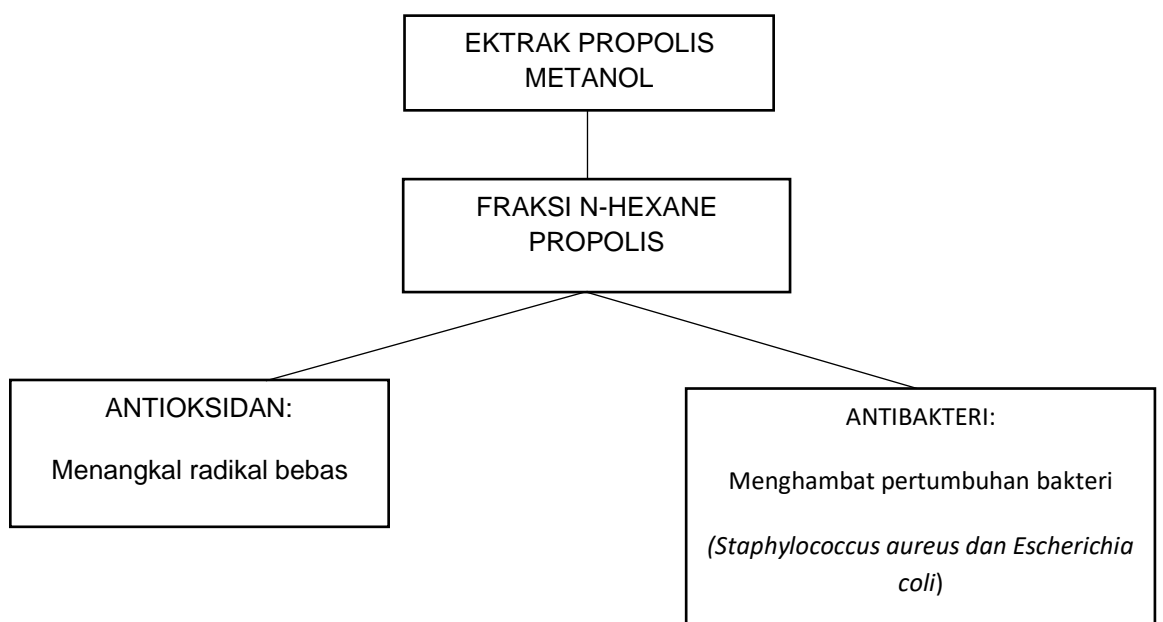 EKTRAK PROPOLIS
METANOL
FRAKSI N-HEXANE
PROPOLIS
ANTIOKSIDAN:
Menangkal radikal bebas
ANTIBAKTERI:
Menghambat pertumbuhan bakteri
(Staphylococcus aureus dan Escherichia
coli)